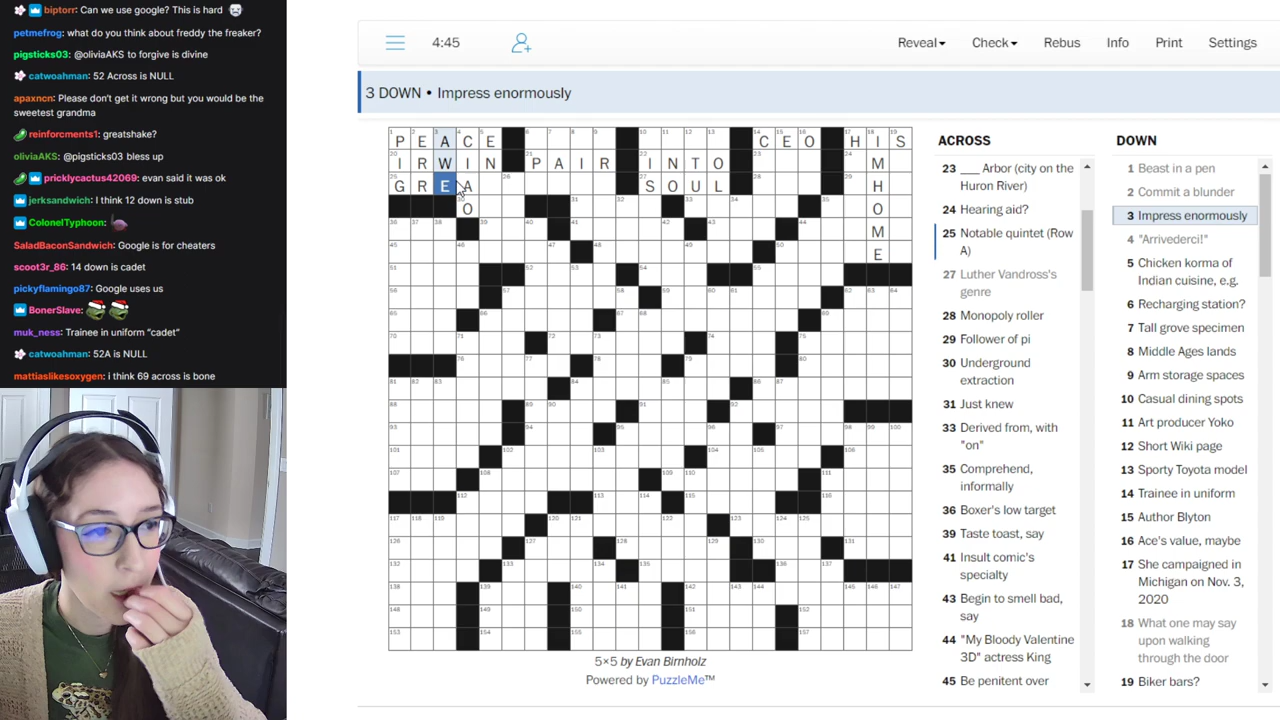 biptorr: Can we use google? This is hard
petmefrog: what do you think about freddy the freaker?
pigsticks03: @oliviaAKS to forgive is divine
catwoahman: 52 Across is NULL
apaxncn: Please don't get it wrong but you would be the
sweetest grandma
reinforcments1: greatshake?
oliviaAKS: @pigsticks03 bless up
pricklycactus42069: evan said it was ok
jerksandwich: I think 12 down is stub
ColonelTyphoon:
SaladBaconSandwich: Google is for cheaters
scoot3r_86: 14 down is cadet
pickyflamingo87: Google uses us
BonerSlave:
muk_ness: Trainee in uniform "cadet"
catwoahman: 52A is NULL
mattiaslikesoxygen: i think 69 across is bone
4:45
Reveal Check Rebus Info Print Settings
3 DOWN • Impress enormously
P E A C E C E O H I S
I R W I N P A I R I N T O M
G R E A S O U L H
O O
M
E
5×5 by Evan Birnholz
Powered by PuzzleMe™
ACROSS
23 ___ Arbor (city on the
Huron River)
24 Hearing aid?
25 Notable quintet (Row
A)
27 Luther Vandross's
genre
28 Monopoly roller
29 Follower of pi
30 Underground
extraction
31 Just knew
33 Derived from, with
"on"
35 Comprehend,
informally
36 Boxer's low target
39 Taste toast, say
41 Insult comic's
specialty
43 Begin to smell bad,
say
44 "My Bloody Valentine
3D" actress King
45 Be penitent over
DOWN
1 Beast in a pen
2 Commit a blunder
3 Impress enormously
4 "Arrivederci!"
5 Chicken korma of
Indian cuisine, e.g.
6 Recharging station?
7 Tall grove specimen
8 Middle Ages lands
9 Arm storage spaces
10 Casual dining spots
11 Art producer Yoko
12 Short Wiki page
13 Sporty Toyota model
14 Trainee in uniform
15 Author Blyton
16 Ace's value, maybe
17 She campaigned in
Michigan on Nov. 3,
2020
18 What one may say
upon walking
through the door
19 Biker bars?